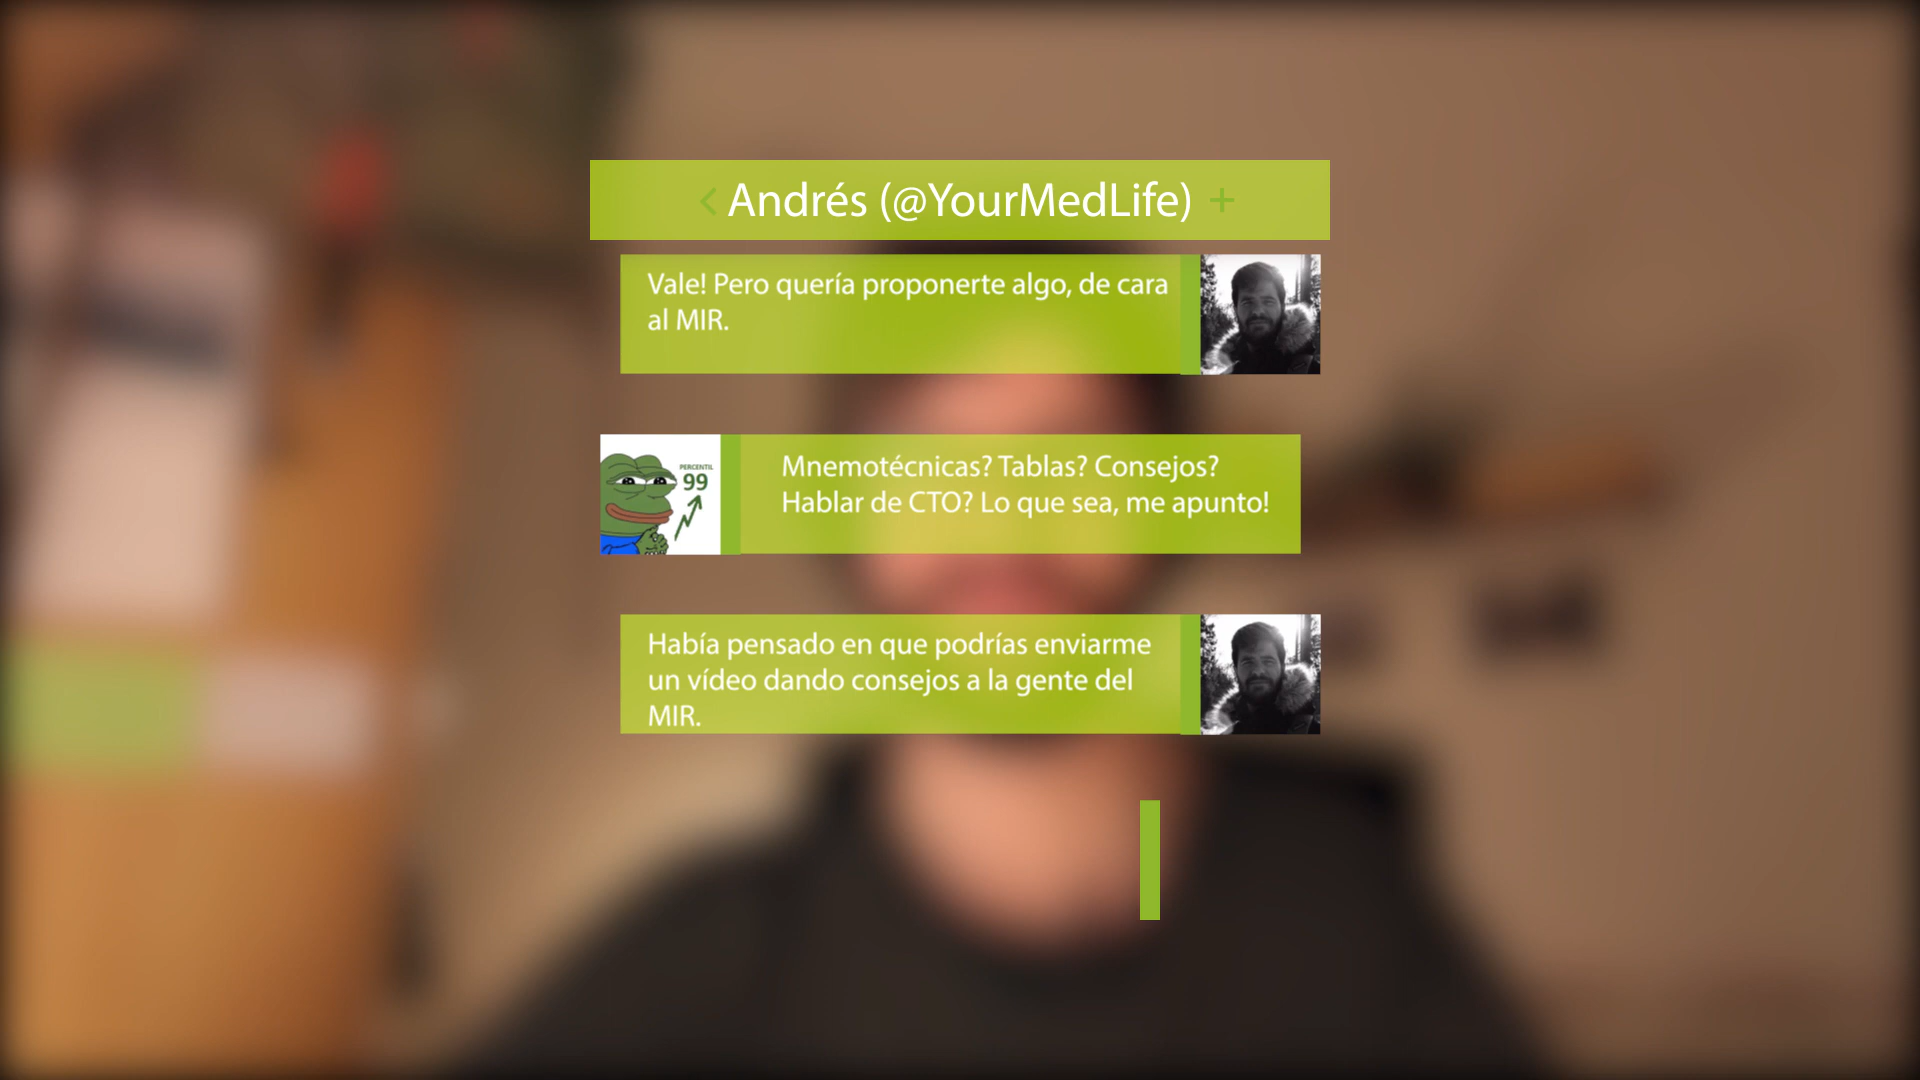 Andrés (@YourMedLife)
Vale! Pero quería proponerte algo, de cara
al MIR.
PERCENTIL
99
Mnemotécnicas? Tablas? Consejos?
Hablar de CTO? Lo que sea, me apunto!
Había pensado en que podrías enviarme
un vídeo dando consejos a la gente del
MIR.